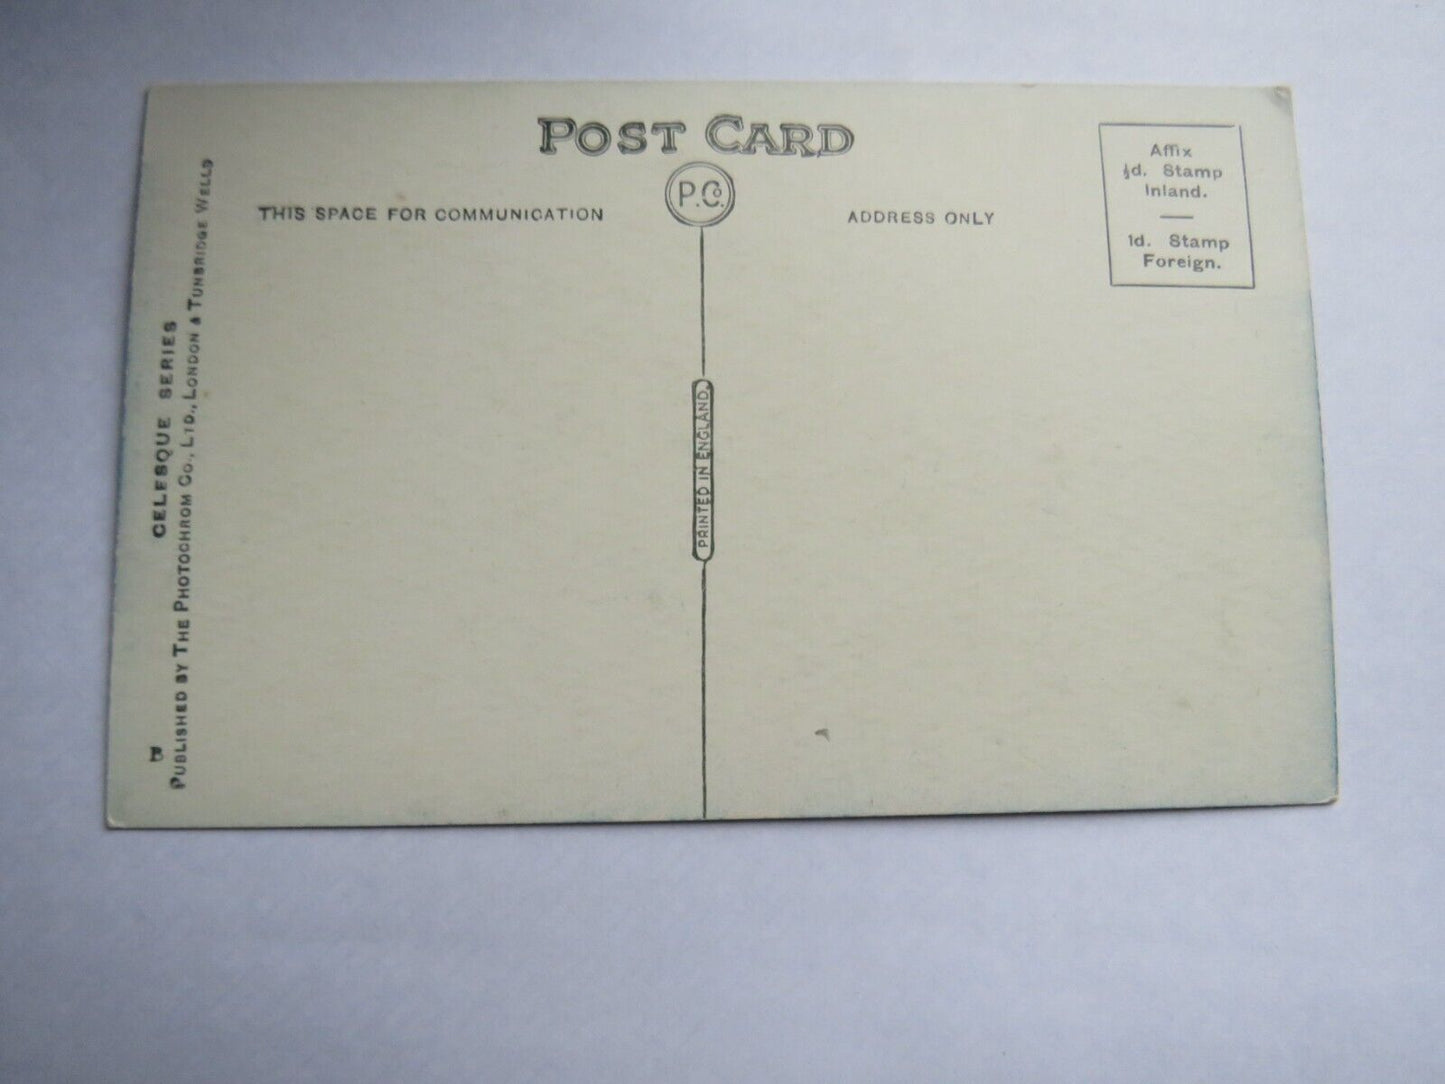 POST CARD
P.Co.
THIS SPACE FOR COMMUNICATION
ADDRESS ONLY
Affix
½d. Stamp
Inland.
—
1d. Stamp
Foreign.
PRINTED IN ENGLAND.
CELESQUE SERIES
PUBLISHED BY THE PHOTOCHROM CO., LTD., LONDON & TUNBRIDGE WELLS
B